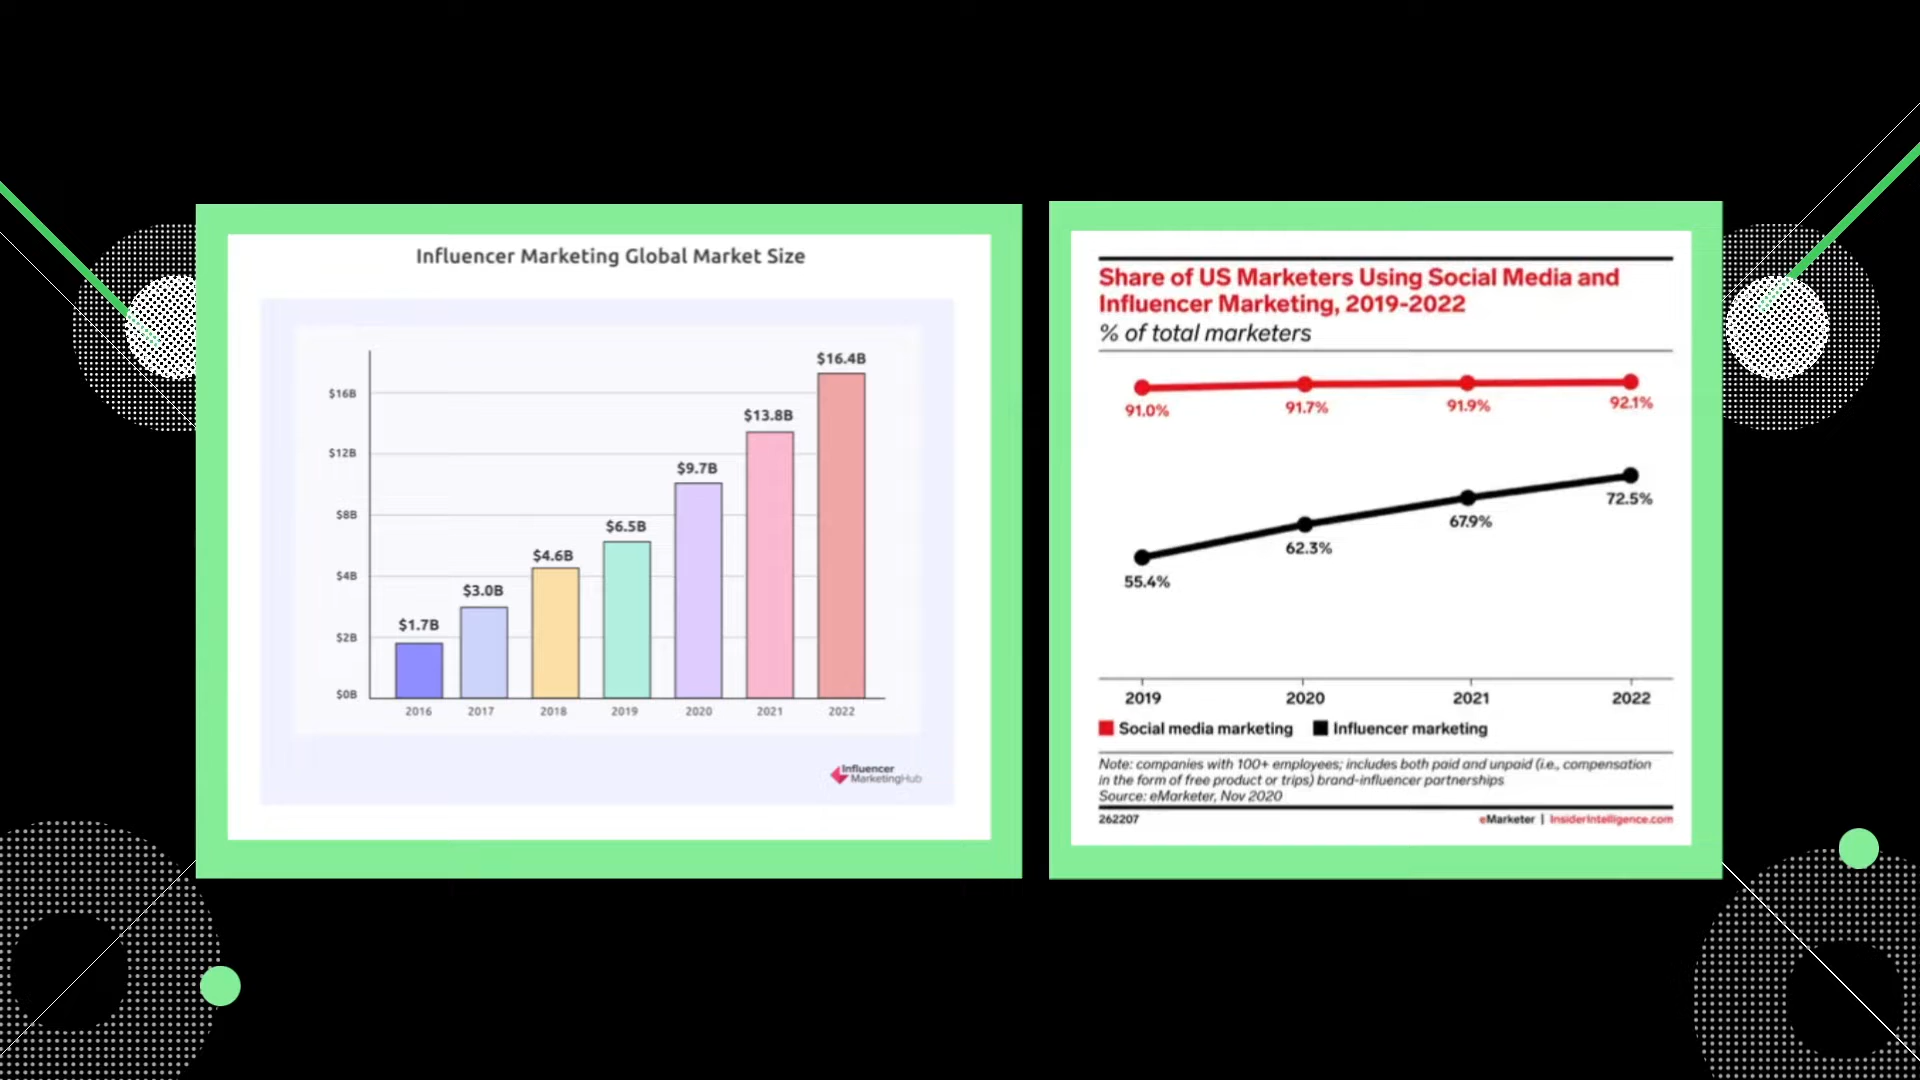 Influencer Marketing Global Market Size
$16B
$12B
$8B
$4B
$2B
$0B
$1.7B
$3.0B
$4.6B
$6.5B
$9.7B
$13.8B
$16.4B
2016 2017 2018 2019 2020 2021 2022
Influencer
MarketingHub
Share of US Marketers Using Social Media and
Influencer Marketing, 2019-2022
% of total marketers
91.0% 91.7% 91.9% 92.1%
55.4% 62.3% 67.9% 72.5%
2019 2020 2021 2022
Social media marketing Influencer marketing
Note: companies with 100+ employees; includes both paid and unpaid (i.e., compensation
in the form of free product or trips) brand-influencer partnerships
Source: eMarketer, Nov 2020
262207 eMarketer | InsiderIntelligence.com